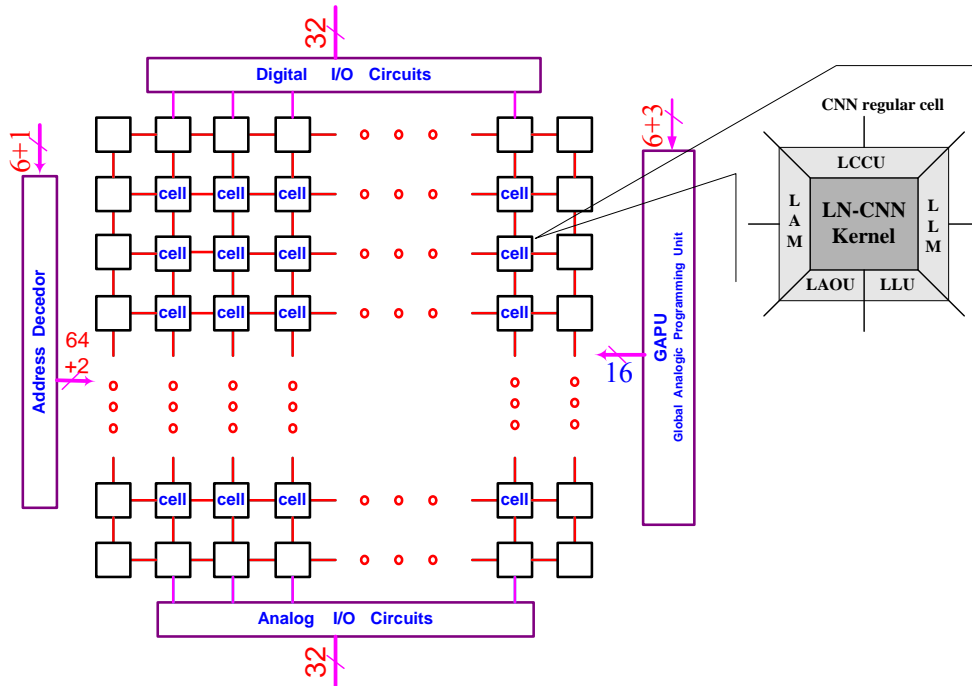 32
Digital I/O Circuits
6+1
6+3
CNN regular cell
LCCU
LAM
LN-CNN
Kernel
LLM
LAOU
LLU
cell cell cell cell
cell cell cell cell
cell cell cell cell
Address Decedor
64
+2
16
GAPU
Global Analogic Programming Unit
cell cell cell cell
Analog I/O Circuits
32